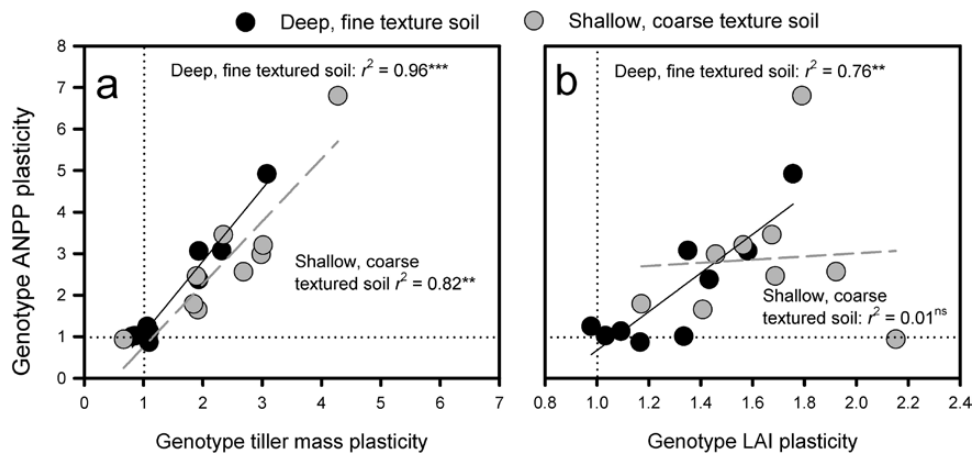 Deep, fine texture soil
Shallow, coarse texture soil
a
Deep, fine textured soil: r² = 0.96***
Shallow, coarse
textured soil r² = 0.82**
8
7
6
5
4
3
2
1
0
Genotype ANPP plasticity
0 1 2 3 4 5 6 7
Genotype tiller mass plasticity
b
Deep, fine textured soil: r² = 0.76**
Shallow, coarse
textured soil: r² = 0.01ⁿˢ
0.8 1.0 1.2 1.4 1.6 1.8 2.0 2.2 2.4
Genotype LAI plasticity